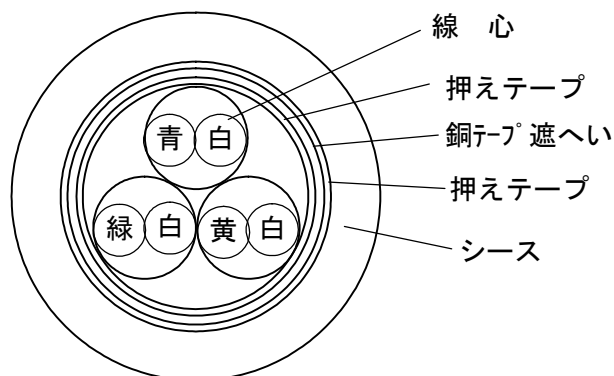 線 心
押えテープ
銅ﾃｰﾌﾟ遮へい
押えテープ
シース
青 白
緑 白 黄 白